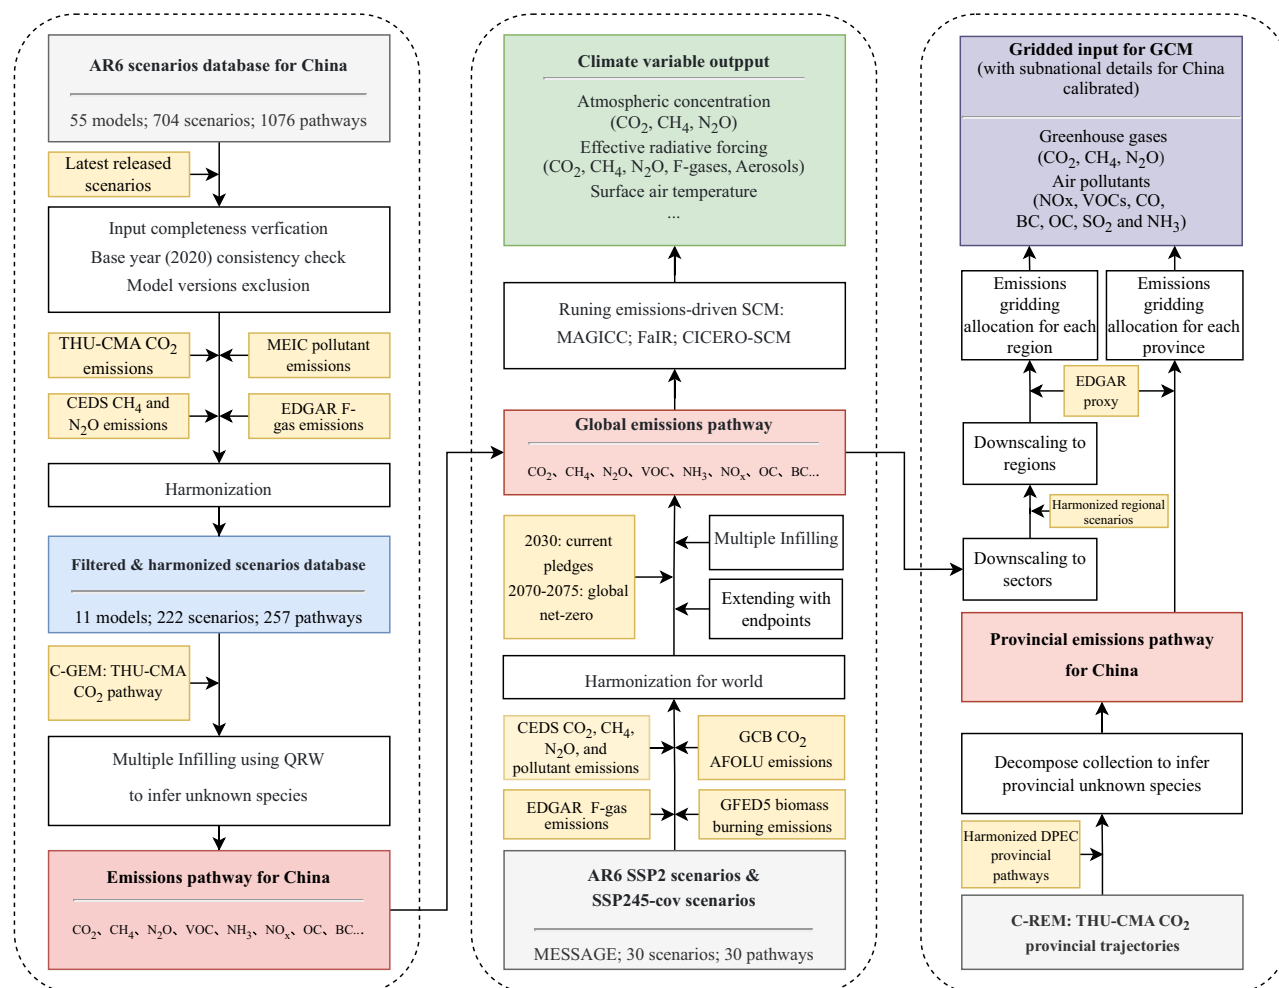 AR6 scenarios database for China
55 models; 704 scenarios; 1076 pathways
Latest released
scenarios
Input completeness verfication
Base year (2020) consistency check
Model versions exclusion
THU-CMA CO₂
emissions
MEIC pollutant
emissions
CEDS CH₄ and
N₂O emissions
EDGAR F-
gas emissions
Harmonization
Filtered & harmonized scenarios database
11 models; 222 scenarios; 257 pathways
C-GEM: THU-CMA
CO₂ pathway
Multiple Infilling using QRW
to infer unknown species
Emissions pathway for China
CO₂、CH₄、N₂O、VOC、NH₃、NOₓ、OC、BC...
Climate variable outpput
Atmospheric concentration
(CO₂, CH₄, N₂O)
Effective radiative forcing
(CO₂, CH₄, N₂O, F-gases, Aerosols)
Surface air temperature
...
Runing emissions-driven SCM:
MAGICC; FaIR; CICERO-SCM
Global emissions pathway
CO₂、CH₄、N₂O、VOC、NH₃、NOₓ、OC、BC...
2030: current
pledges
2070-2075: global
net-zero
Multiple Infilling
Extending with
endpoints
Harmonization for world
CEDS CO₂, CH₄,
N₂O, and
pollutant emissions
GCB CO₂
AFOLU emissions
EDGAR F-gas
emissions
GFED5 biomass
burning emissions
AR6 SSP2 scenarios &
SSP245-cov scenarios
MESSAGE; 30 scenarios; 30 pathways
Gridded input for GCM
(with subnational details for China
calibrated)
Greenhouse gases
(CO₂, CH₄, N₂O)
Air pollutants
(NOx, VOCs, CO,
BC, OC, SO₂ and NH₃)
Emissions
gridding
allocation for each
region
Emissions
gridding
allocation for each
province
EDGAR
proxy
Downscaling to
regions
Harmonized regional
scenarios
Downscaling to
sectors
Provincial emissions pathway
for China
Decompose collection to infer
provincial unknown species
Harmonized DPEC
provincial
pathways
C-REM: THU-CMA CO₂
provincial trajectories